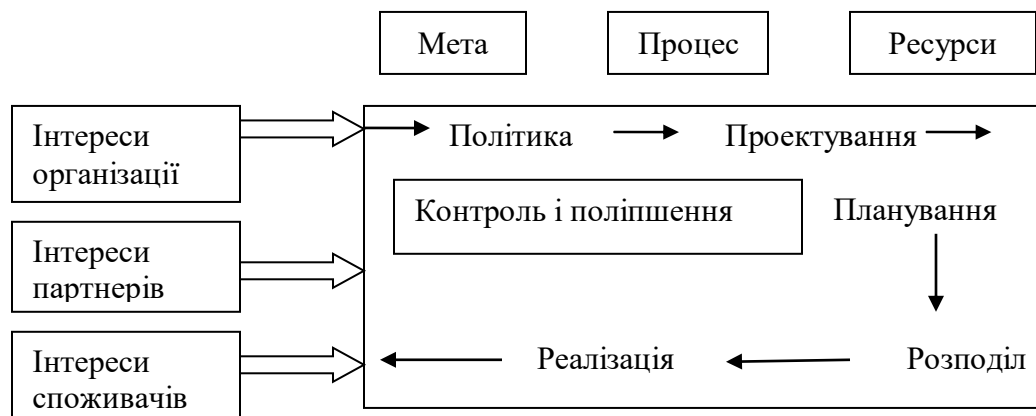 Мета
Процес
Ресурси
Інтереси
організації
Політика
Проектування
Контроль і поліпшення
Планування
Інтереси
партнерів
Інтереси
споживачів
Реалізація
Розподіл